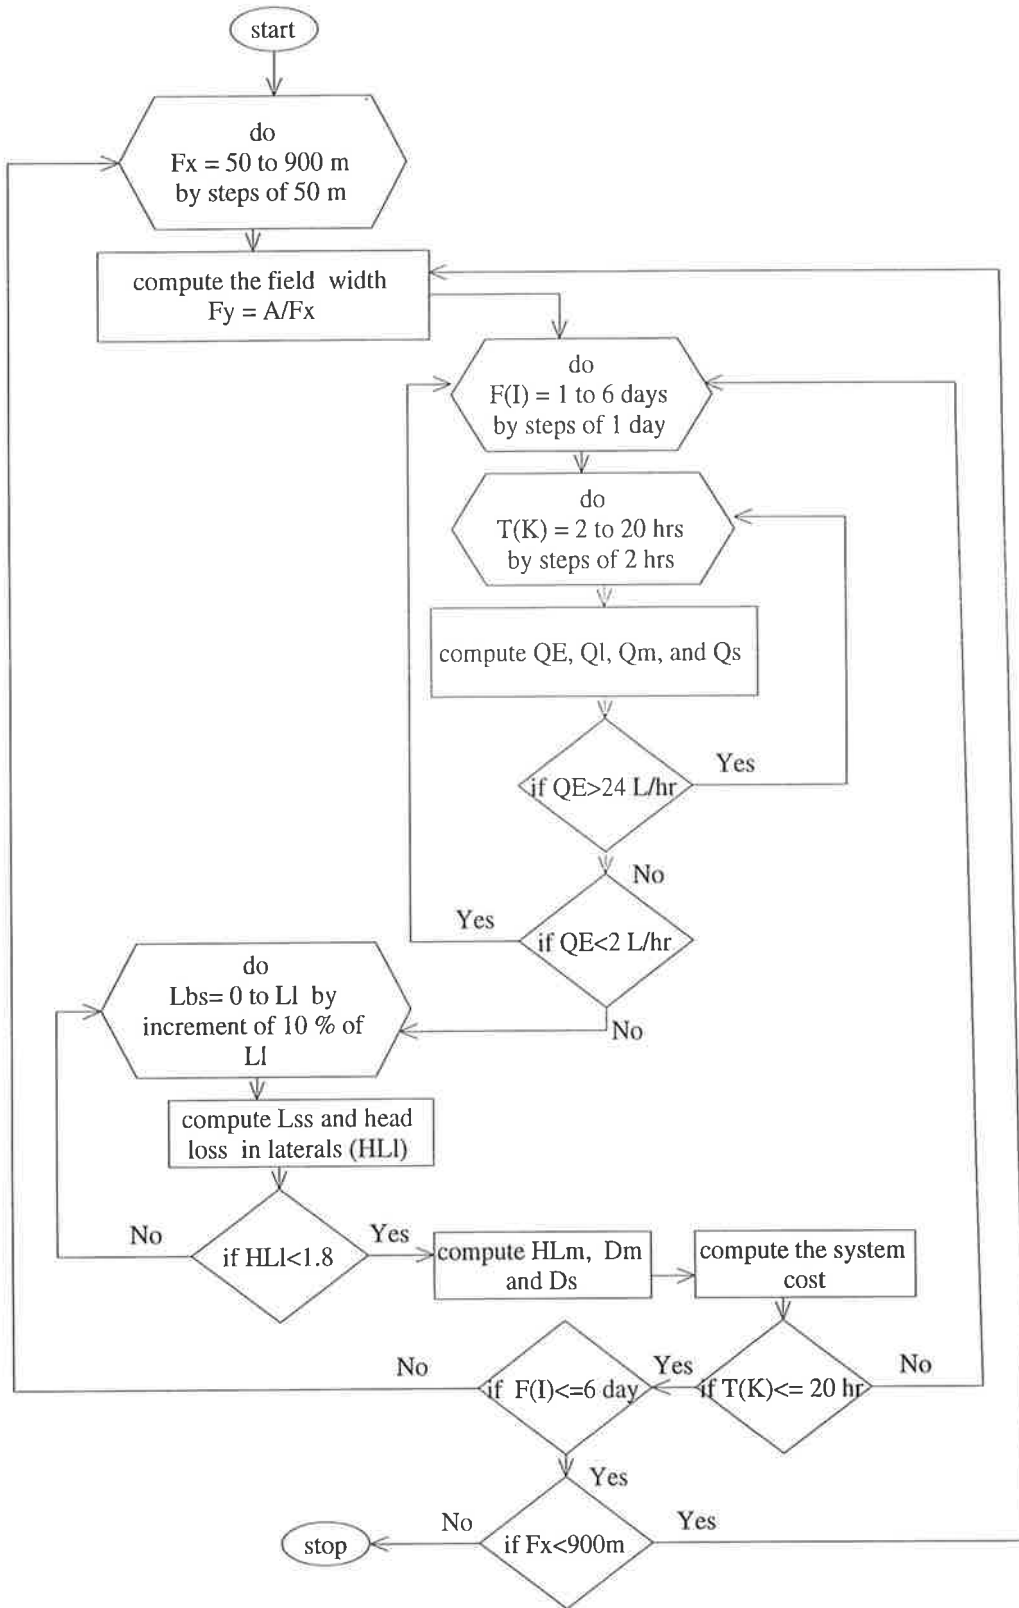 start
do
Fx = 50 to 900 m
by steps of 50 m
compute the field width
Fy = A/Fx
do
F(I) = 1 to 6 days
by steps of 1 day
do
T(K) = 2 to 20 hrs
by steps of 2 hrs
compute QE, Ql, Qm, and Qs
if QE>24 L/hr
Yes
No
if QE<2 L/hr
Yes
No
do
Lbs= 0 to Ll by
increment of 10 % of
Ll
compute Lss and head
loss in laterals (HLl)
if HLl<1.8
No
Yes
compute HLm, Dm
and Ds
compute the system
cost
if T(K)<= 20 hr
Yes
No
if F(I)<=6 day
No
Yes
if Fx<900m
No
Yes
stop